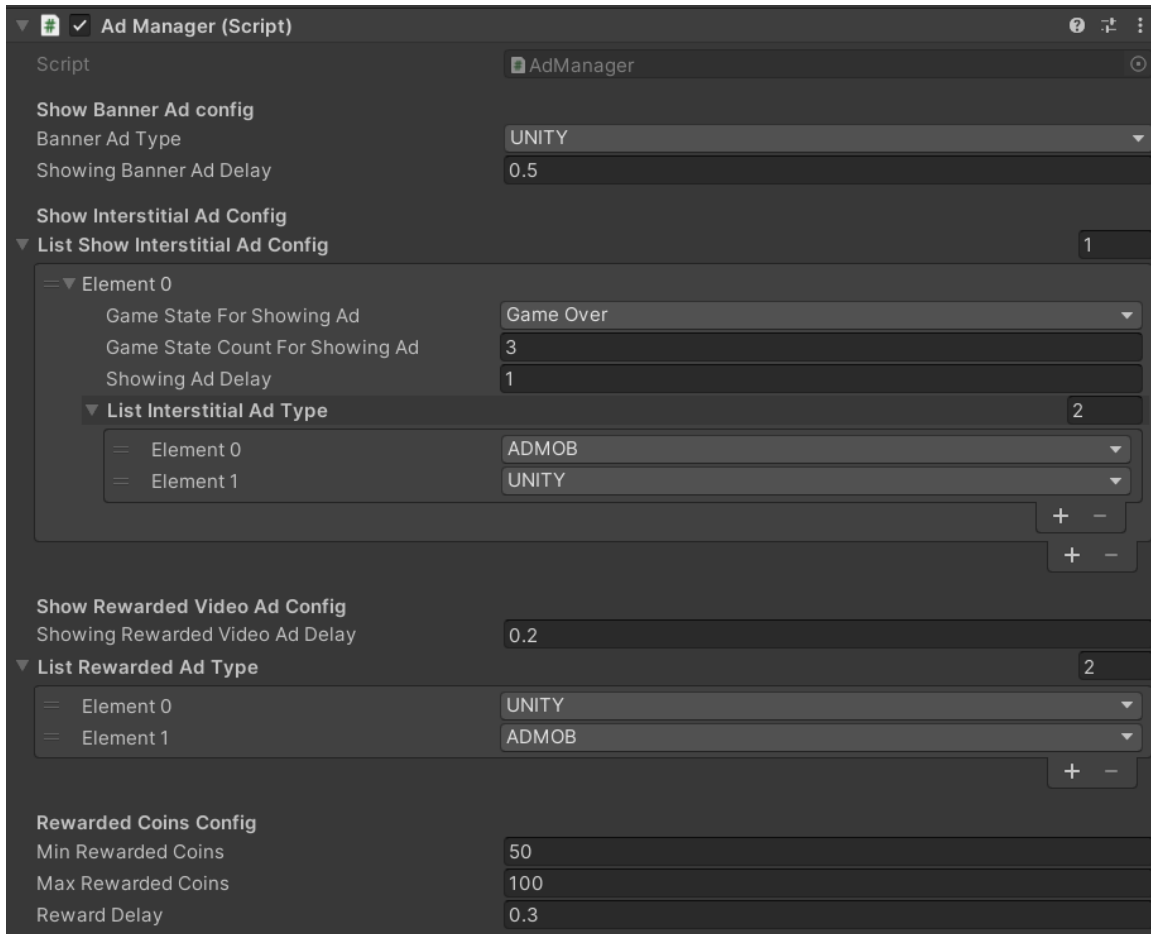 Ad Manager (Script)
Script AdManager
Show Banner Ad config
Banner Ad Type UNITY
Showing Banner Ad Delay 0.5
Show Interstitial Ad Config
List Show Interstitial Ad Config 1
Element 0
Game State For Showing Ad Game Over
Game State Count For Showing Ad 3
Showing Ad Delay 1
List Interstitial Ad Type 2
Element 0 ADMOB
Element 1 UNITY
+ −
+ −
Show Rewarded Video Ad Config
Showing Rewarded Video Ad Delay 0.2
List Rewarded Ad Type 2
Element 0 UNITY
Element 1 ADMOB
+ −
Rewarded Coins Config
Min Rewarded Coins 50
Max Rewarded Coins 100
Reward Delay 0.3